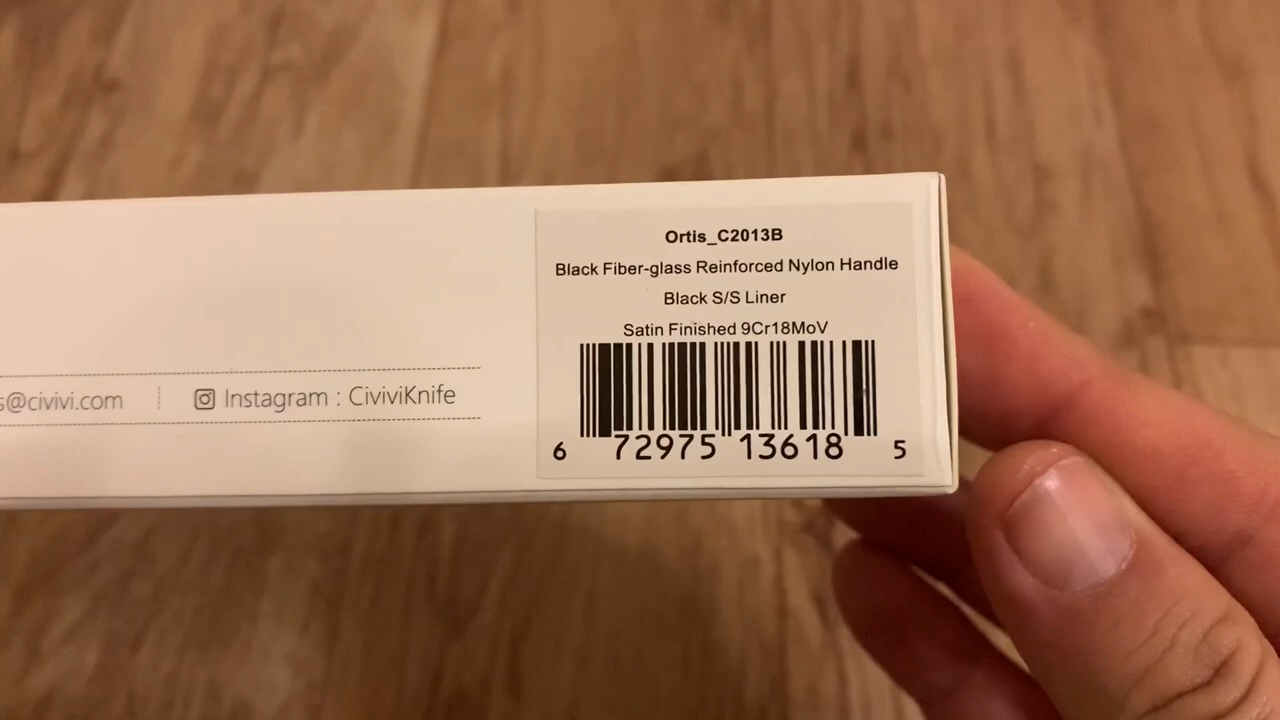 Ortis_C2013B
Black Fiber-glass Reinforced Nylon Handle
Black S/S Liner
Satin Finished 9Cr18MoV
6 72975 13618 5
s@civivi.com
Instagram : CiviviKnife